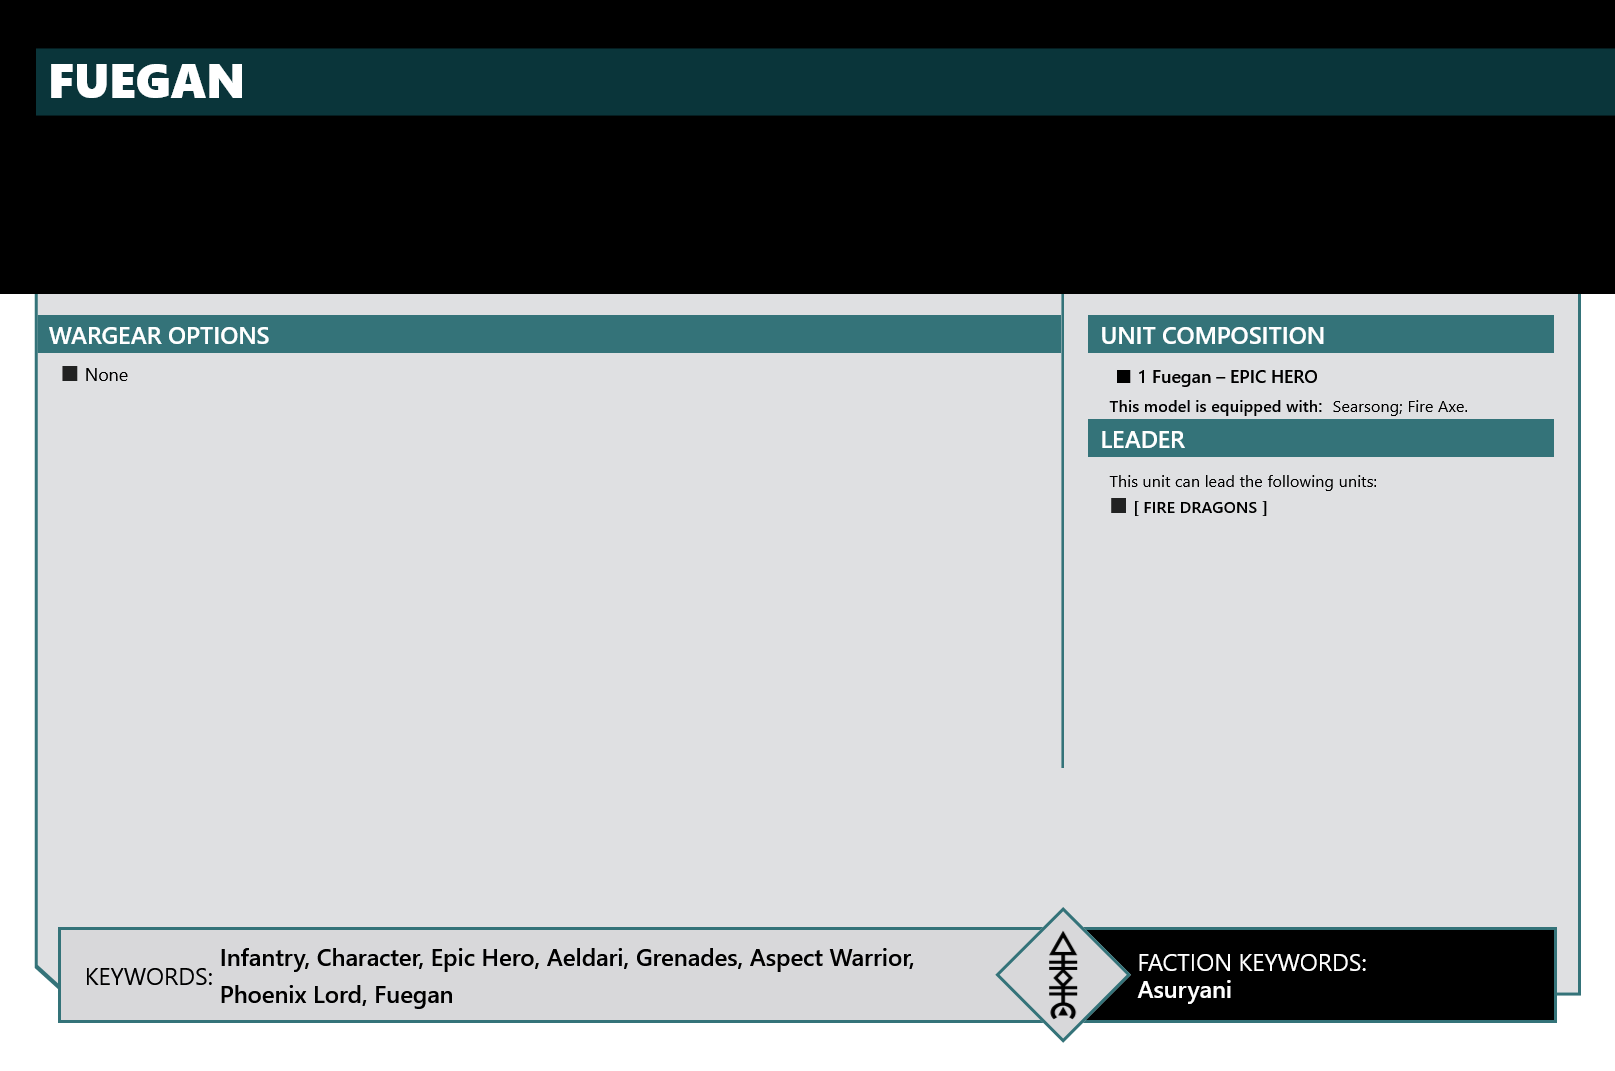 FUEGAN
WARGEAR OPTIONS
None
UNIT COMPOSITION
1 Fuegan – EPIC HERO
This model is equipped with: Searsong; Fire Axe.
LEADER
This unit can lead the following units:
[ FIRE DRAGONS ]
KEYWORDS: Infantry, Character, Epic Hero, Aeldari, Grenades, Aspect Warrior,
Phoenix Lord, Fuegan
FACTION KEYWORDS:
Asuryani